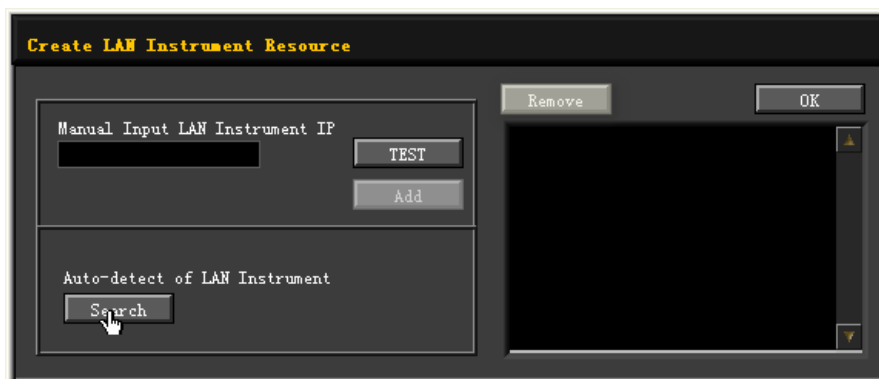 Create LAN Instrument Resource
Remove
OK
Manual Input LAN Instrument IP
TEST
Add
Auto-detect of LAN Instrument
Search